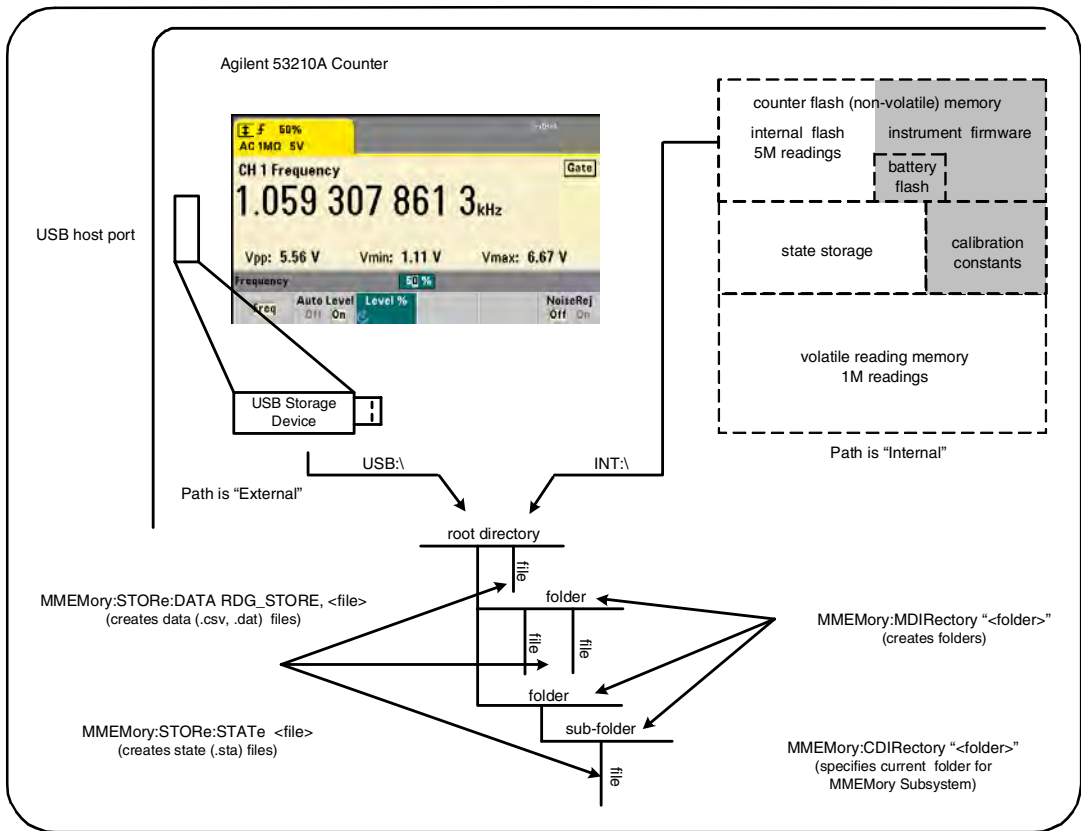 Agilent 53210A Counter
50%
AC 1MΩ 5V
CH 1 Frequency
Gate
1.059 307 861 3kHz
Vpp: 5.56 V Vmin: 1.11 V Vmax: 6.67 V
Frequency
50 %
Freq
Auto Level
Off On
Level %
NoiseRej
Off On
USB host port
USB Storage
Device
counter flash (non-volatile) memory
internal flash
5M readings
instrument firmware
battery
flash
state storage
calibration
constants
volatile reading memory
1M readings
Path is “Internal”
USB:\
INT:\
Path is “External”
root directory
file
folder
file
file
folder
sub-folder
file
MMEMory:STORe:DATA RDG_STORE, <file>
(creates data (.csv, .dat) files)
MMEMory:STORe:STATe <file>
(creates state (.sta) files)
MMEMory:MDIRectory “<folder>”
(creates folders)
MMEMory:CDIRectory “<folder>”
(specifies current folder for
MMEMory Subsystem)